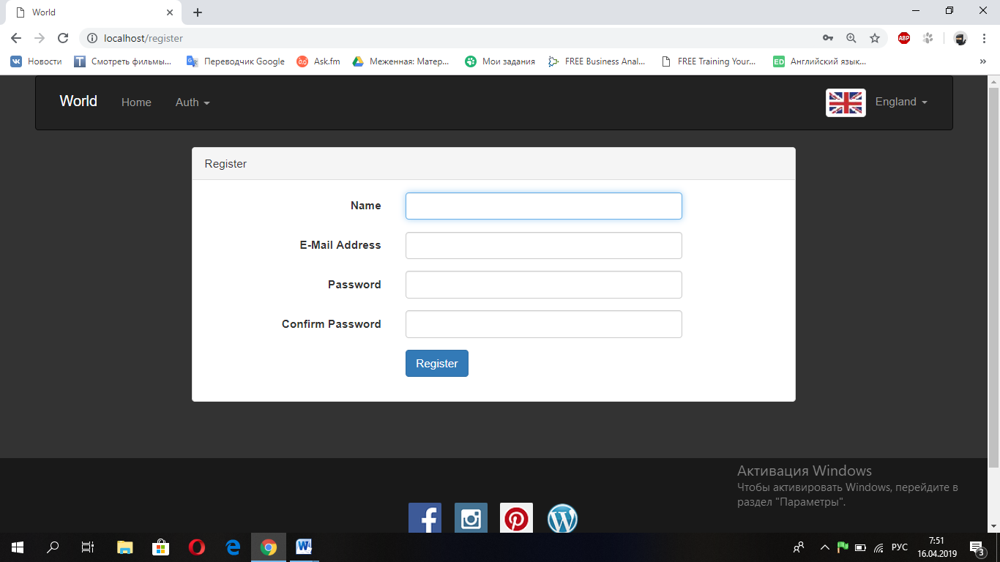 World
localhost/register
ABP
Новости
Смотреть фильмы...
Переводчик Google
Ask.fm
Меженная: Матер...
Мои задания
FREE Business Anal...
FREE Training Your...
ED Английский язык...
»
World
Home
Auth
England
Register
Name
E-Mail Address
Password
Confirm Password
Register
Активация Windows
Чтобы активировать Windows, перейдите в
раздел "Параметры".
РУС
7:51
16.04.2019
3